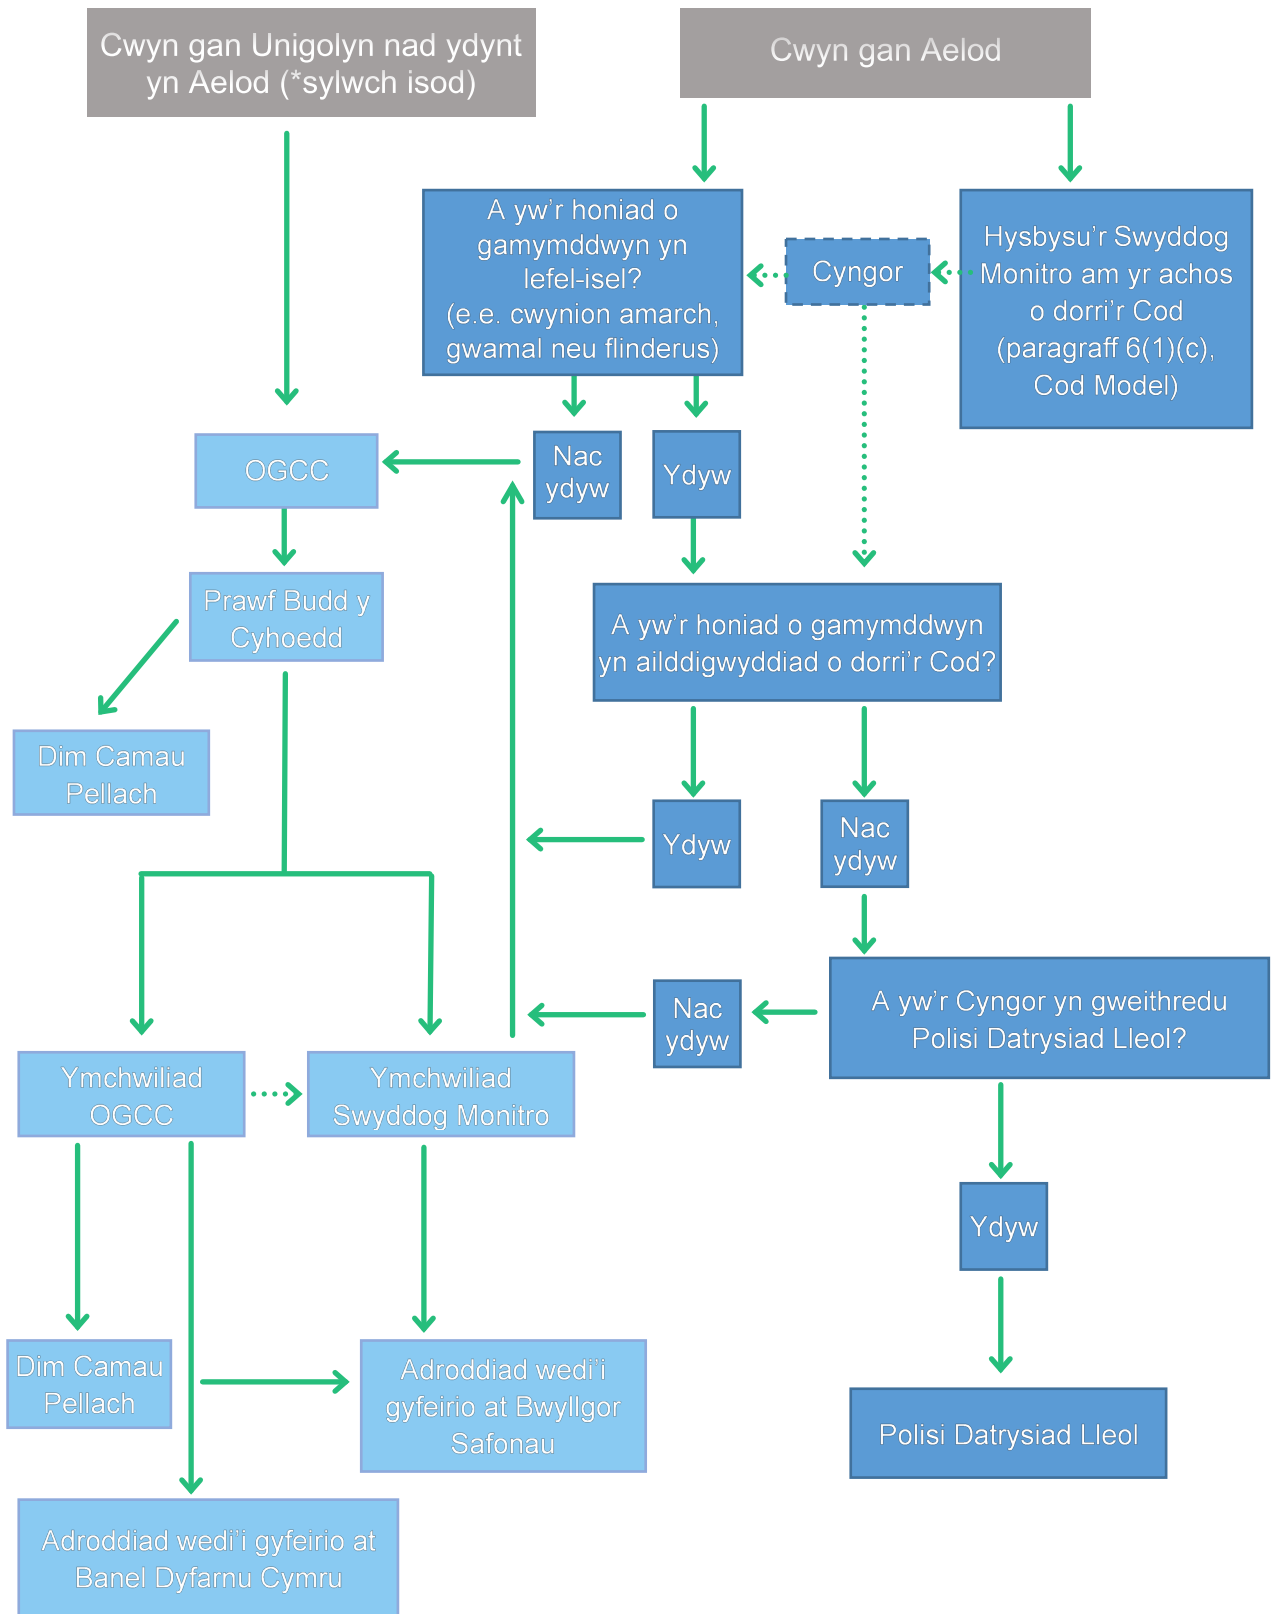 Cwyn gan Unigolyn nad ydynt
yn Aelod (*sylwch isod)
Cwyn gan Aelod
A yw'r honiad o
gamymddwyn yn
lefel-isel?
(e.e. cwynion amarch,
gwamal neu flinderus)
Cyngor
Hysbysu'r Swyddog
Monitro am yr achos
o dorri'r Cod
(paragraff 6(1)(c),
Cod Model)
OGCC
Nac
ydyw
Ydyw
Prawf Budd y
Cyhoedd
A yw'r honiad o gamymddwyn
yn ailddigwyddiad o dorri'r Cod?
Dim Camau
Pellach
Ydyw
Nac
ydyw
Nac
ydyw
A yw'r Cyngor yn gweithredu
Polisi Datrysiad Lleol?
Ymchwiliad
OGCC
Ymchwiliad
Swyddog Monitro
Ydyw
Dim Camau
Pellach
Adroddiad wedi'i
gyfeirio at Bwyllgor
Safonau
Polisi Datrysiad Lleol
Adroddiad wedi'i gyfeirio at
Banel Dyfarnu Cymru